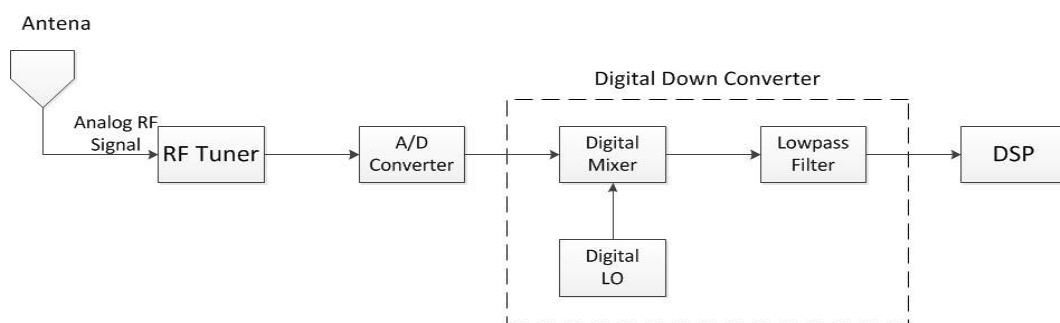 Antena
Analog RF
Signal
RF Tuner
A/D
Converter
Digital Down Converter
Digital
Mixer
Lowpass
Filter
DSP
Digital
LO